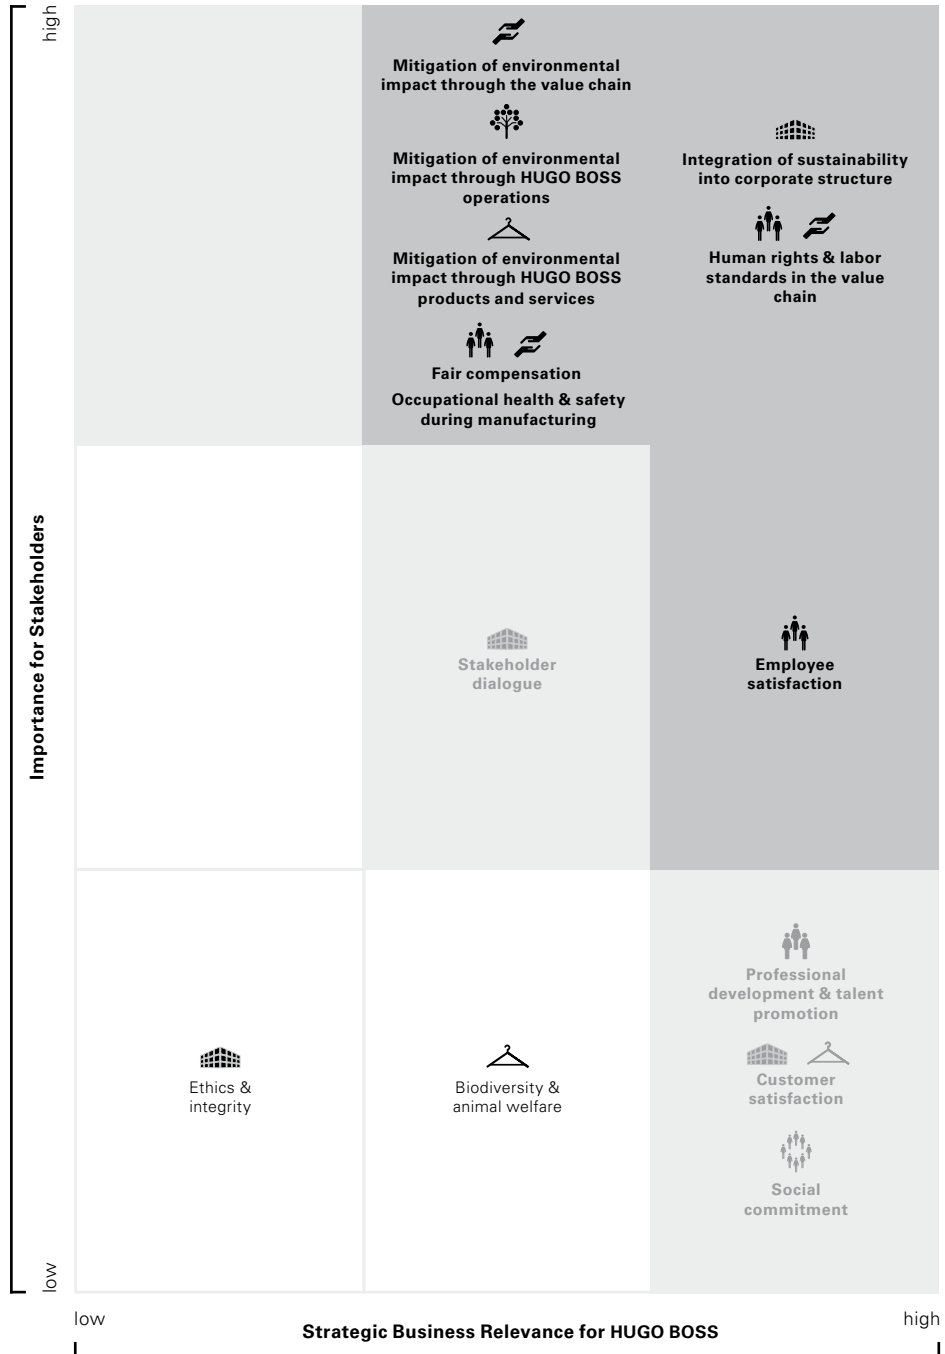 high
Mitigation of environmental
impact through the value chain
Mitigation of environmental
impact through HUGO BOSS
operations
Mitigation of environmental
impact through HUGO BOSS
products and services
Fair compensation
Occupational health & safety
during manufacturing
Integration of sustainability
into corporate structure
Human rights & labor
standards in the value
chain
Importance for Stakeholders
Stakeholder
dialogue
Employee
satisfaction
Ethics &
integrity
Biodiversity &
animal welfare
Professional
development & talent
promotion
Customer
satisfaction
Social
commitment
low
low
Strategic Business Relevance for HUGO BOSS
high